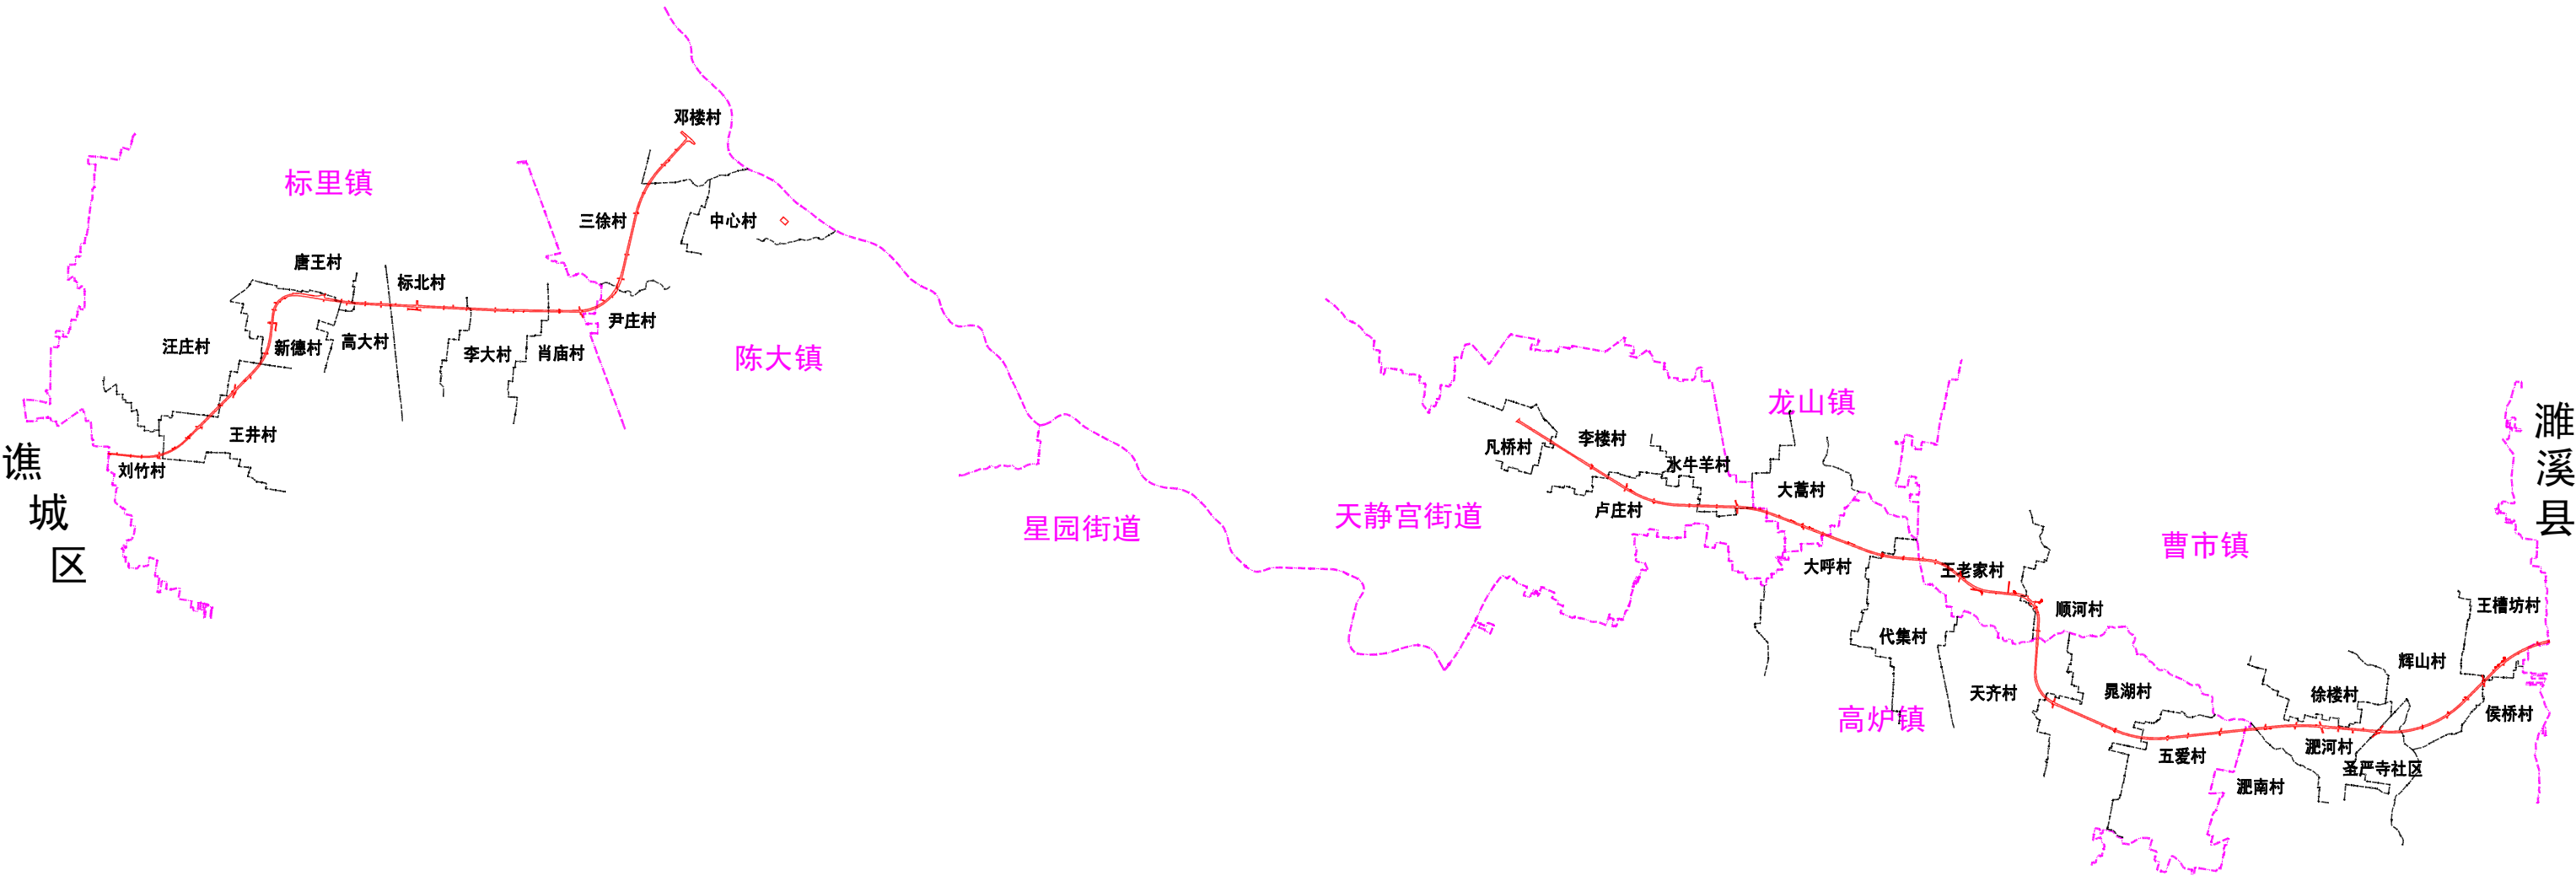 邓楼村
标里镇
三徐村
中心村
唐王村
标北村
尹庄村
汪庄村
新德村
高大村
李大村
肖庙村
陈大镇
王井村
刘竹村
谯
城
区
星园街道
天静宫街道
龙山镇
凡桥村
李楼村
水牛羊村
大蒿村
卢庄村
濉
溪
县
曹市镇
大呼村
王老家村
顺河村
王槽坊村
代集村
天齐村
晁湖村
辉山村
徐楼村
侯桥村
高炉镇
五爱村
淝河村
圣严寺社区
淝南村